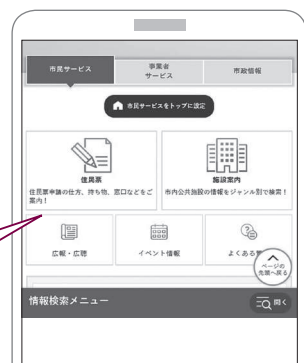 市民サービス
事業者
サービス
市政情報
市民サービスをトップに設定
住民票
住民票申請の仕方、持ち物、窓口などをご
案内！
施設案内
市内公共施設の情報をジャンル別で検索！
広報・広聴
イベント情報
よくある
ページの
先頭へ戻る
情報検索メニュー
開く